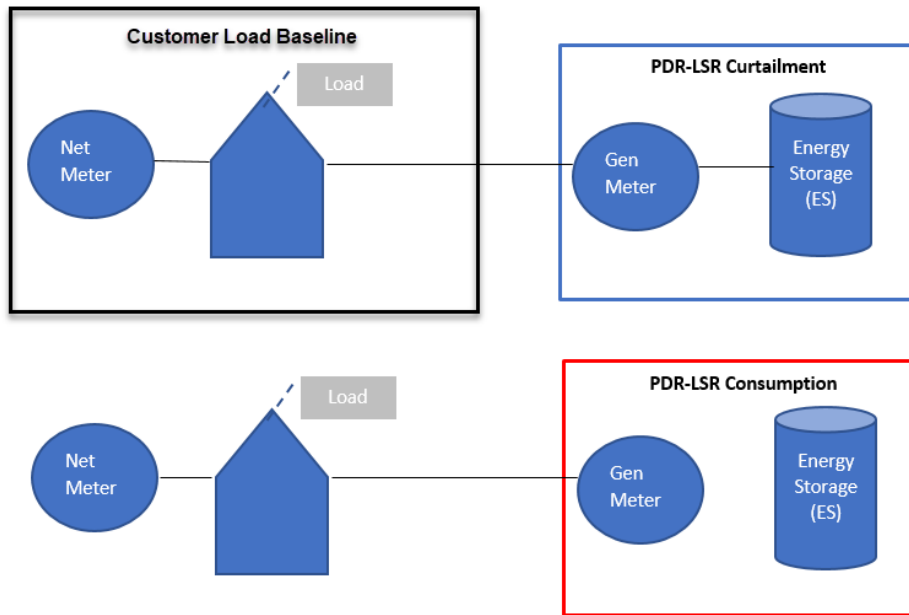 Customer Load Baseline
Load
Net
Meter
PDR-LSR Curtailment
Gen
Meter
Energy
Storage
(ES)
Load
Net
Meter
PDR-LSR Consumption
Gen
Meter
Energy
Storage
(ES)